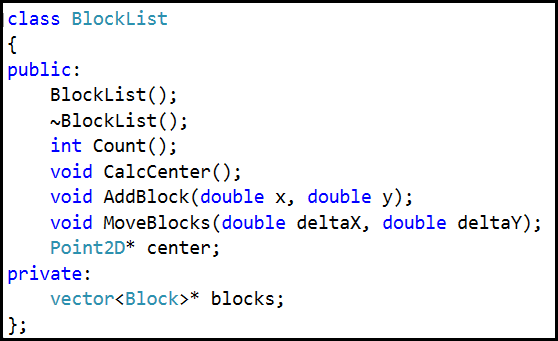 class BlockList
{
public:
    BlockList();
    ~BlockList();
    int Count();
    void CalcCenter();
    void AddBlock(double x, double y);
    void MoveBlocks(double deltaX, double deltaY);
    Point2D* center;
private:
    vector<Block>* blocks;
};